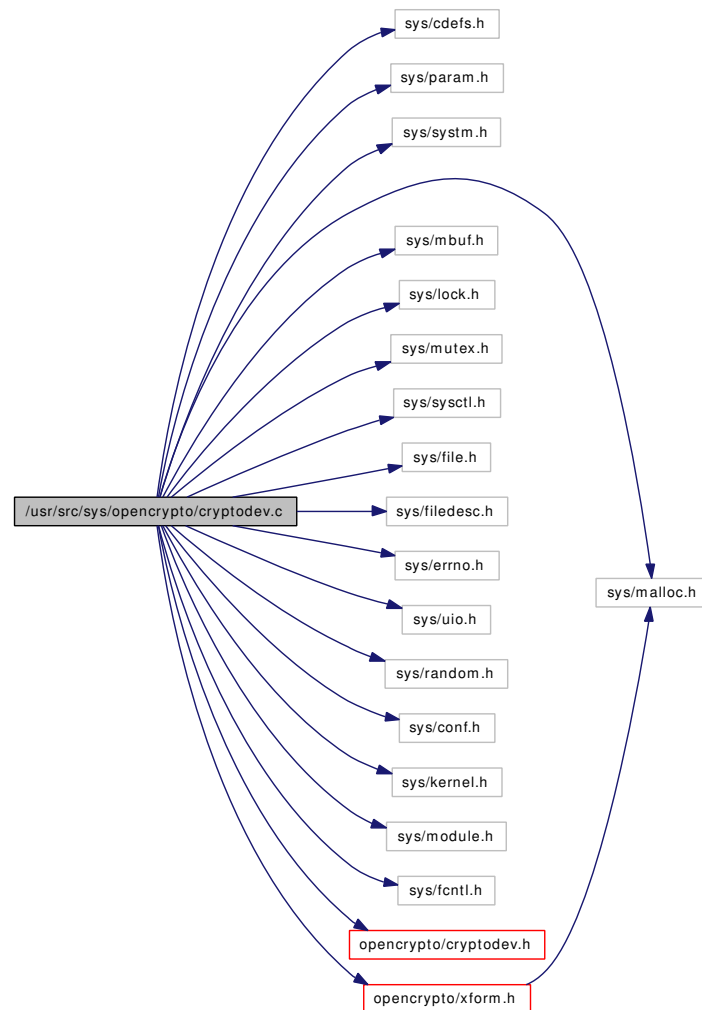 sys/cdefs.h
sys/param.h
sys/systm.h
sys/mbuf.h
sys/lock.h
sys/mutex.h
sys/sysctl.h
sys/file.h
/usr/src/sys/opencrypto/cryptodev.c
sys/filedesc.h
sys/errno.h
sys/malloc.h
sys/uio.h
sys/random.h
sys/conf.h
sys/kernel.h
sys/module.h
sys/fcntl.h
opencrypto/cryptodev.h
opencrypto/xform.h